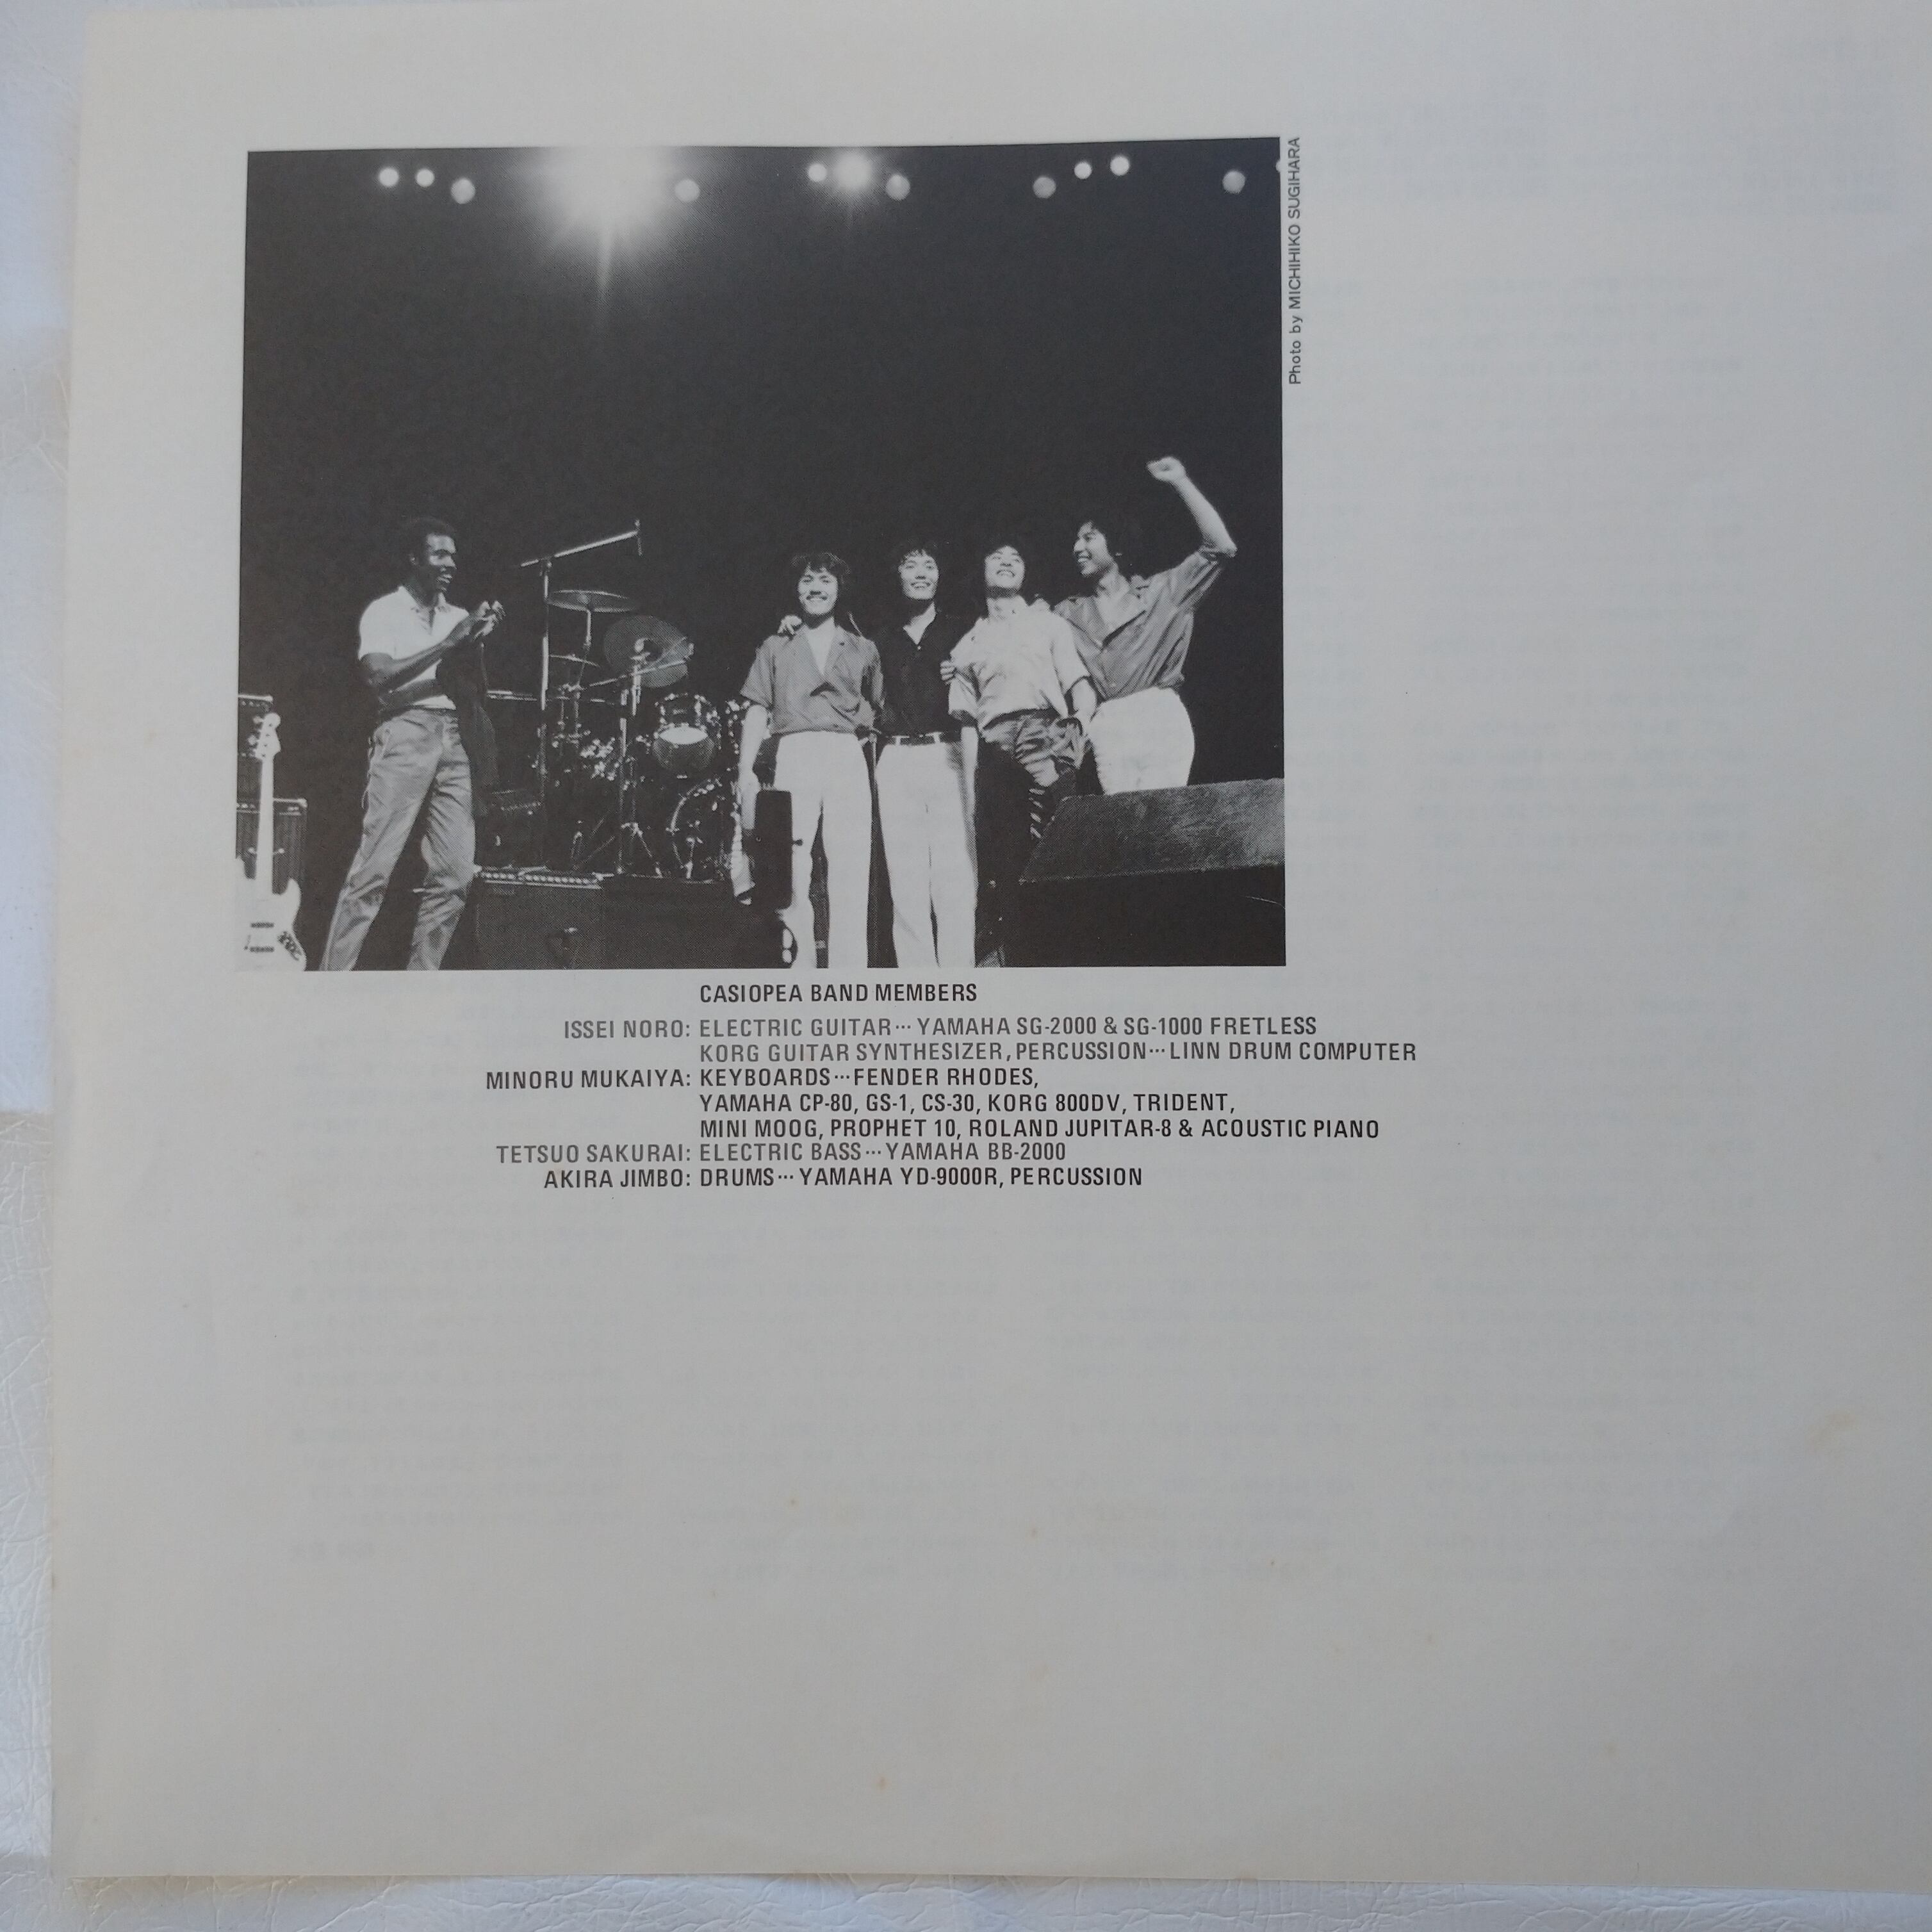 Photo by MICHIHIKO SUGIHARA
CASIOPEA BAND MEMBERS
ISSEI NORO: ELECTRIC GUITAR··· YAMAHA SG-2000 & SG-1000 FRETLESS
KORG GUITAR SYNTHESIZER, PERCUSSION··· LINN DRUM COMPUTER
MINORU MUKAIYA: KEYBOARDS···FENDER RHODES,
YAMAHA CP-80, GS-1, CS-30, KORG 800DV, TRIDENT,
MINI MOOG, PROPHET 10, ROLAND JUPITAR-8 & ACOUSTIC PIANO
TETSUO SAKURAI: ELECTRIC BASS···YAMAHA BB-2000
AKIRA JIMBO: DRUMS··· YAMAHA YD-9000R, PERCUSSION